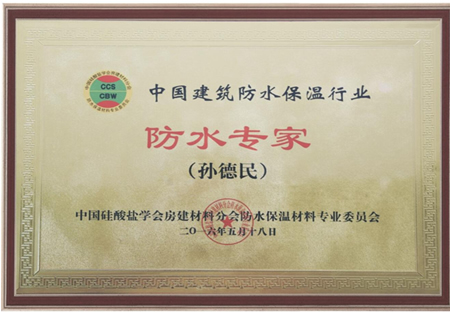 CCS
CBW
中国建筑防水保温行业
防水专家
（孙德民）
中国硅酸盐学会房建材料分会防水保温材料专业委员会
二〇一六年五月十八日